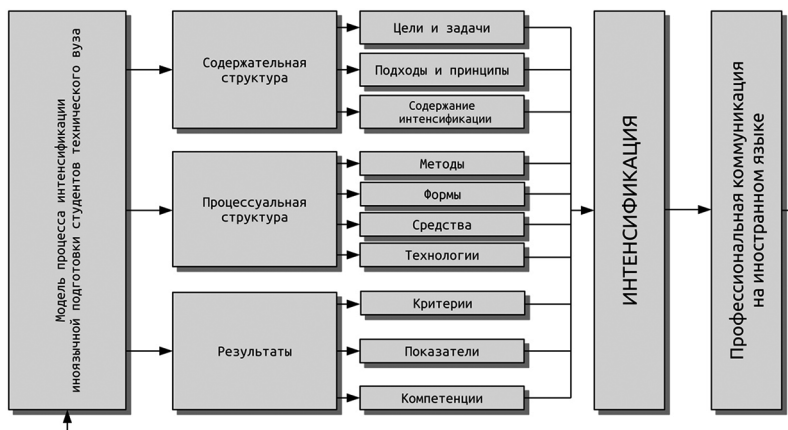 Модель процесса интенсификации
иноязычной подготовки студентов технического вуза
Содержательная
структура
Цели и задачи
Подходы и принципы
Содержание
интенсификации
Процессуальная
структура
Методы
Формы
Средства
Технологии
Результаты
Критерии
Показатели
Компетенции
ИНТЕНСИФИКАЦИЯ
Профессиональная коммуникация
на иностранном языке